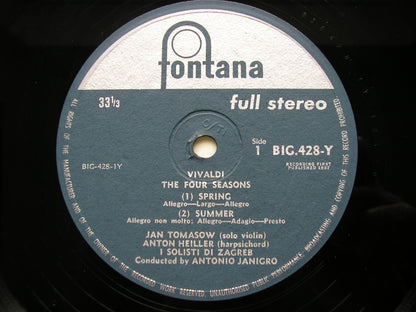 fontana
33 1/3
full stereo
Side
1 BIG.428-Y
BIG-428-1Y
RECORDING FIRST
VIVALDI
THE FOUR SEASONS
(1) SPRING
Allegro—Largo—Allegro
(2) SUMMER
Allegro non molto; Allegro—Adagio—Presto
JAN TOMASOW (solo violin)
ANTON HEILLER (harpsichord)
I SOLISTI DI ZAGREB
Conducted by ANTONIO JANIGRO
ALL RIGHTS OF THE MANUFACTURER AND OF THE OWNER OF THE RECORDED WORK RESERVED. UNAUTHORISED PUBLIC PERFORMANCE, BROADCASTING AND COPYING OF THIS RECORD PROHIBITED.